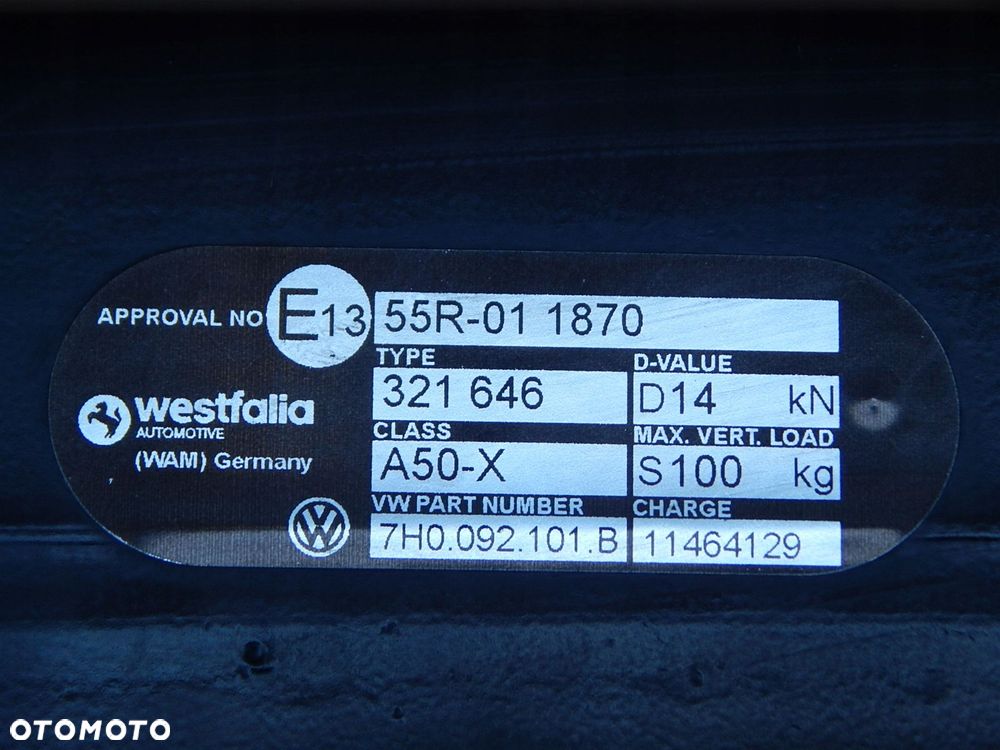 APPROVAL NO E13 55R-01 1870
TYPE
321 646
D-VALUE
D14 kN
westfalia
AUTOMOTIVE
(WAM) Germany
CLASS
A50-X
MAX. VERT. LOAD
S100 kg
VW PART NUMBER
7H0.092.101.B
CHARGE
11464129
OTOMOTO